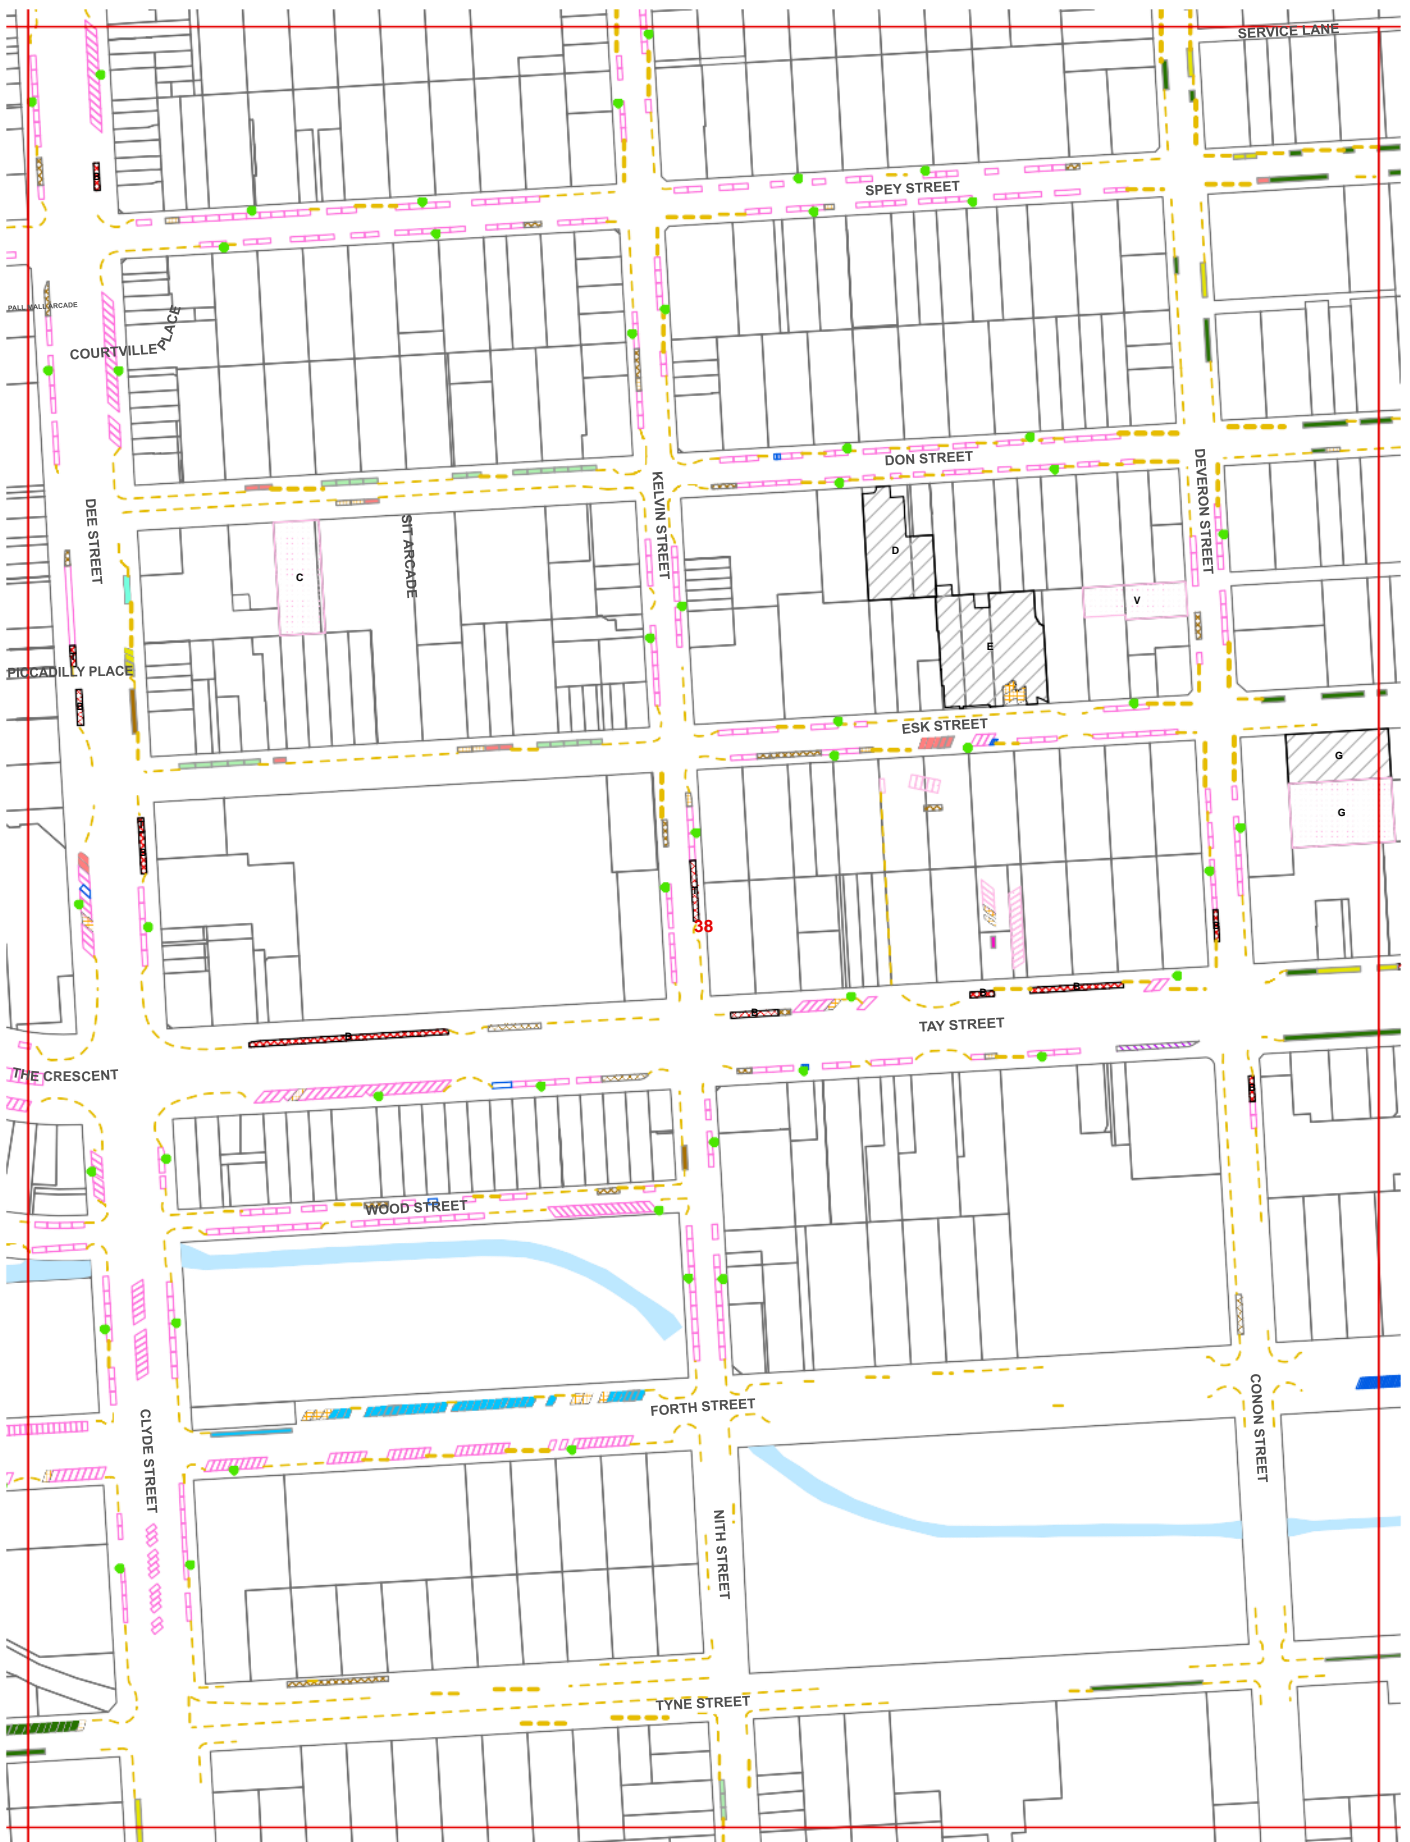 SERVICE LANE
B
SPEY STREET
PALL MALL ARCADE
COURTVILLE PLACE
DON STREET
DEE STREET
SIT ARCADE
KELVIN STREET
DEVERON STREET
D
C
V
E
PICCADILLY PLACE
B
ESK STREET
G
G
B
38
B
B
B
B
B
TAY STREET
THE CRESCENT
B
WOOD STREET
FORTH STREET
CLYDE STREET
CONON STREET
NITH STREET
TYNE STREET